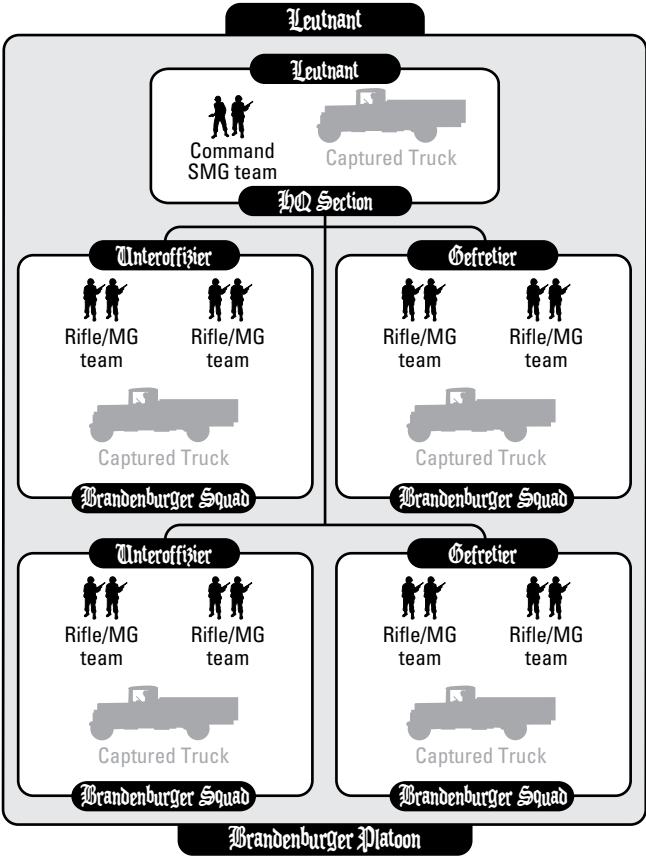 Leutnant
Leutnant
Command
SMG team
Captured Truck
HQ Section
Unteroffizier
Rifle/MG
team
Rifle/MG
team
Captured Truck
Brandenburger Squad
Gefretier
Rifle/MG
team
Rifle/MG
team
Captured Truck
Brandenburger Squad
Unteroffizier
Rifle/MG
team
Rifle/MG
team
Captured Truck
Brandenburger Squad
Gefretier
Rifle/MG
team
Rifle/MG
team
Captured Truck
Brandenburger Squad
Brandenburger Platoon